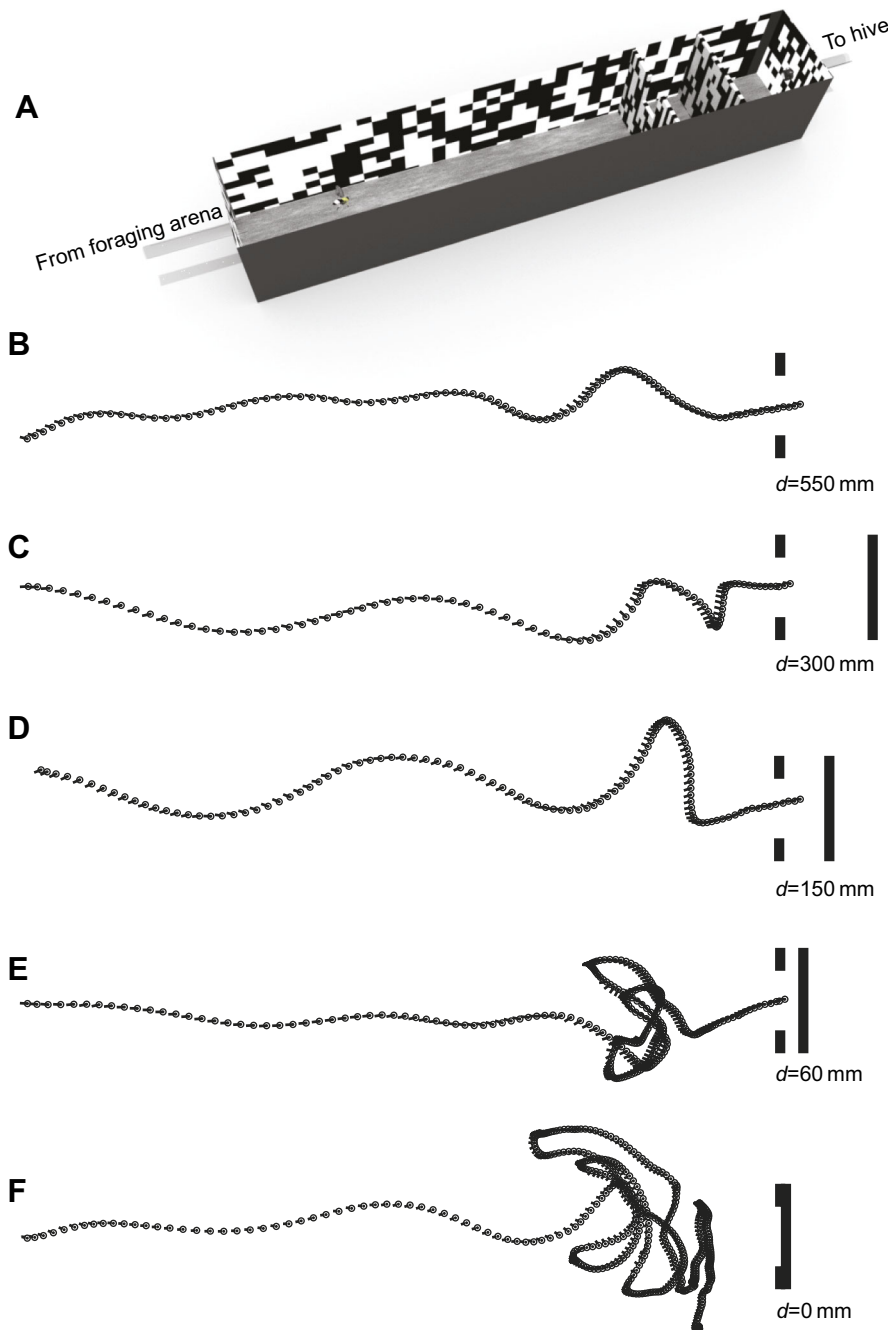 A
To hive
From foraging arena
B
d=550 mm
C
d=300 mm
D
d=150 mm
E
d=60 mm
F
d=0 mm